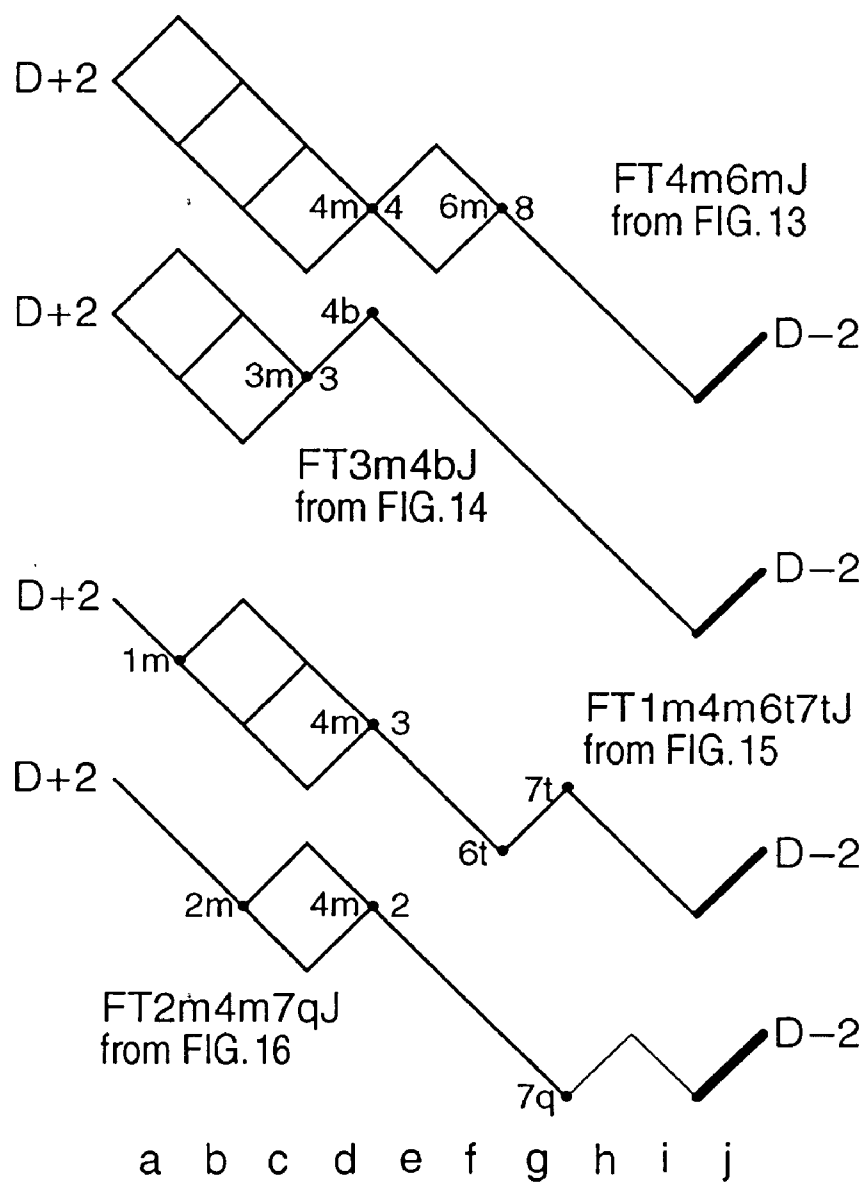 D+2
4m 4 6m 8
FT4m6mJ
from FIG.13
D-2
D+2
4b
3m 3
FT3m4bJ
from FIG.14
D-2
D+2
1m
4m 3
FT1m4m6t7tJ
from FIG.15
7t
6t
D-2
D+2
2m 4m 2
FT2m4m7qJ
from FIG.16
7q
D-2
a b c d e f g h i j